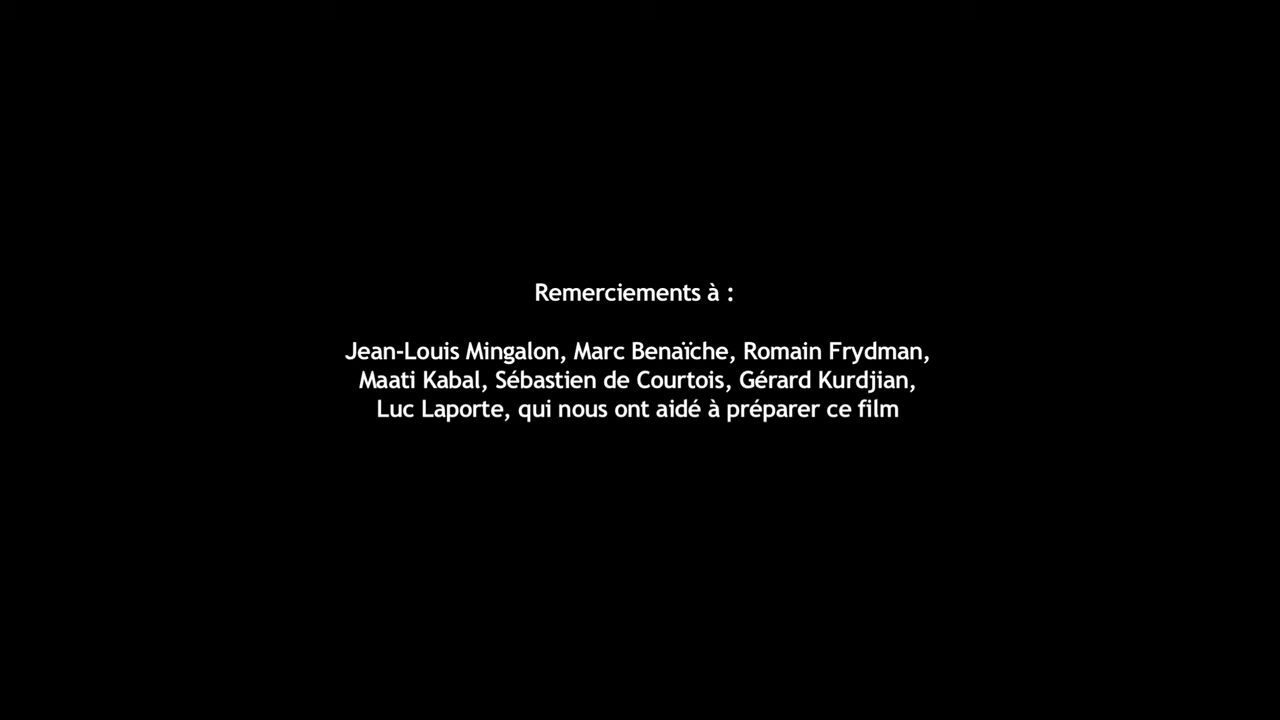 Remerciements à :
Jean-Louis Mingalon, Marc Benaïche, Romain Frydman,
Maati Kabal, Sébastien de Courtois, Gérard Kurdjian,
Luc Laporte, qui nous ont aidé à préparer ce film